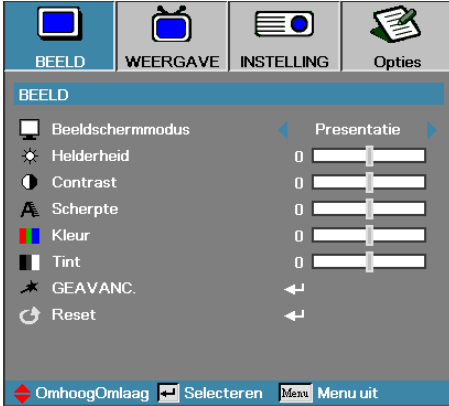 BEELD WEERGAVE INSTELLING Opties
BEELD
Beeldschermmodus Presentatie
Helderheid 0
Contrast 0
Scherpte 0
Kleur 0
Tint 0
GEAVANC.
Reset
OmhoogOmlaag Selecteren Menu Menu uit